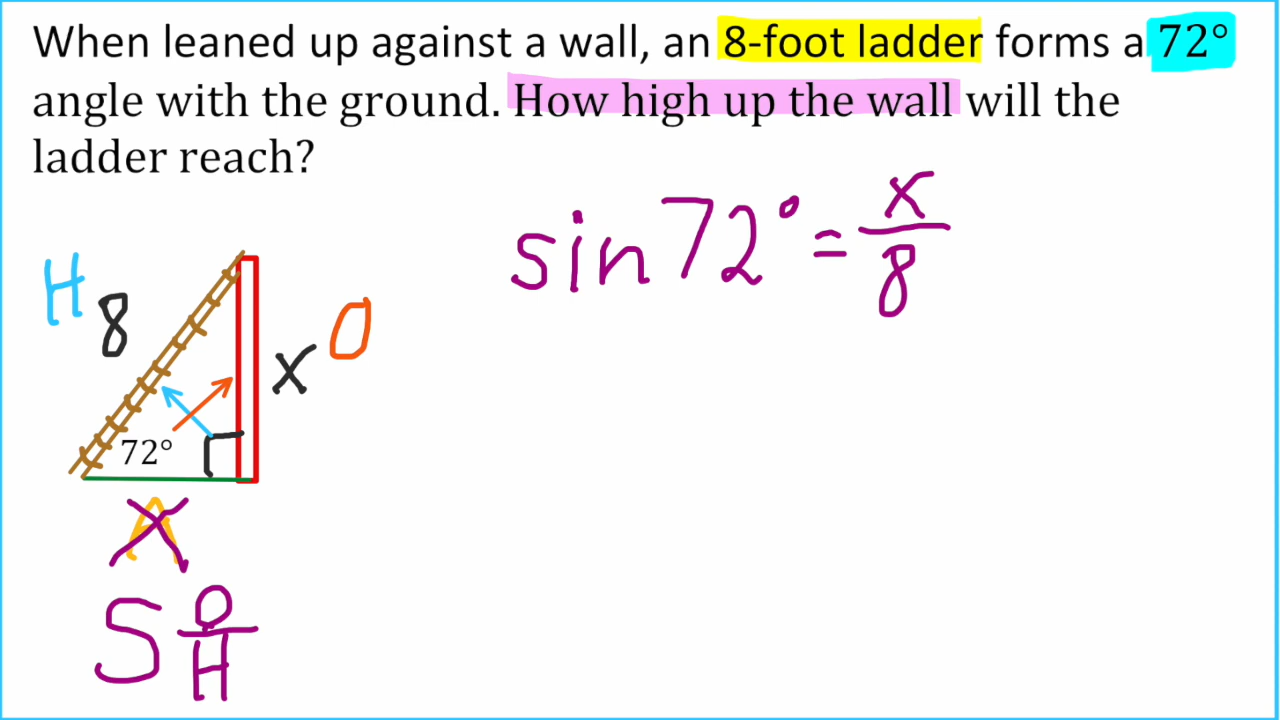 When leaned up against a wall, an 8-foot ladder forms a 72°
angle with the ground. How high up the wall will the
ladder reach?
sin 72° = x/8
H
8
x
O
72°
A
S O/H